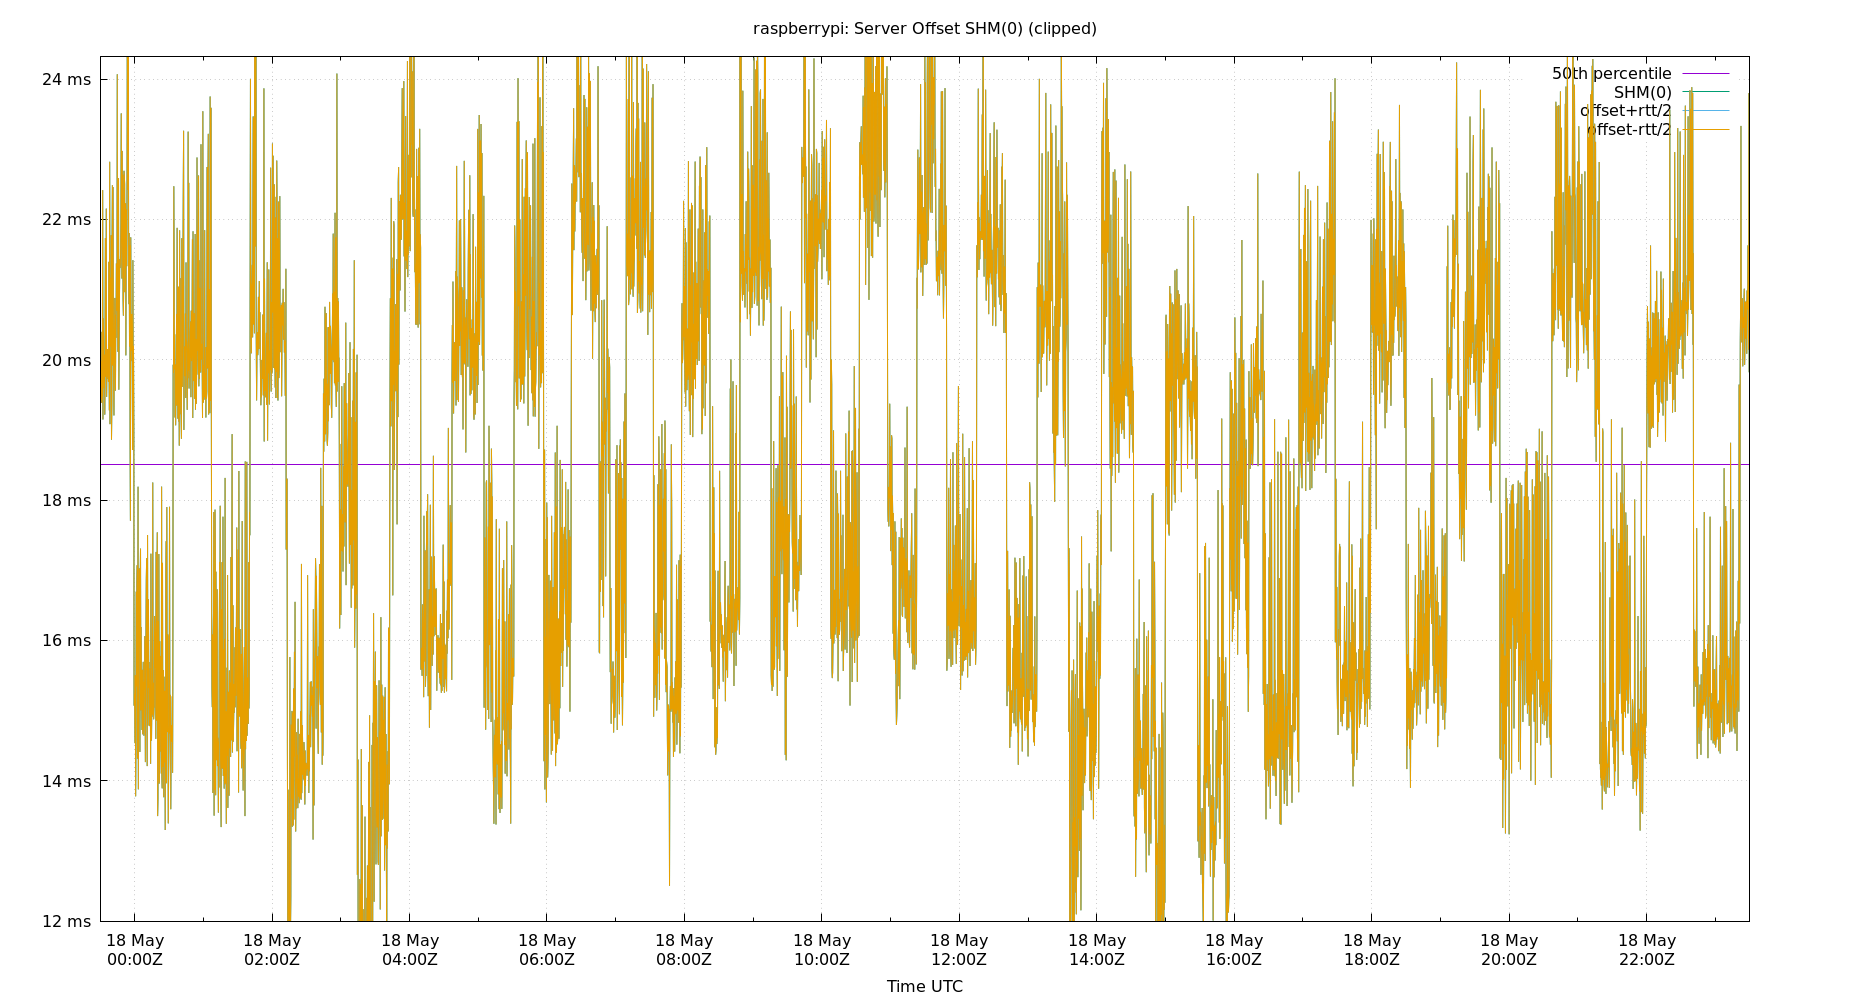 raspberrypi: Server Offset SHM(0) (clipped)
24 ms
22 ms
20 ms
18 ms
16 ms
14 ms
12 ms
50th percentile
SHM(0)
offset+rtt/2
offset-rtt/2
18 May 18 May 18 May 18 May 18 May 18 May 18 May 18 May 18 May 18 May 18 May 18 May
00:00Z 02:00Z 04:00Z 06:00Z 08:00Z 10:00Z 12:00Z 14:00Z 16:00Z 18:00Z 20:00Z 22:00Z
Time UTC